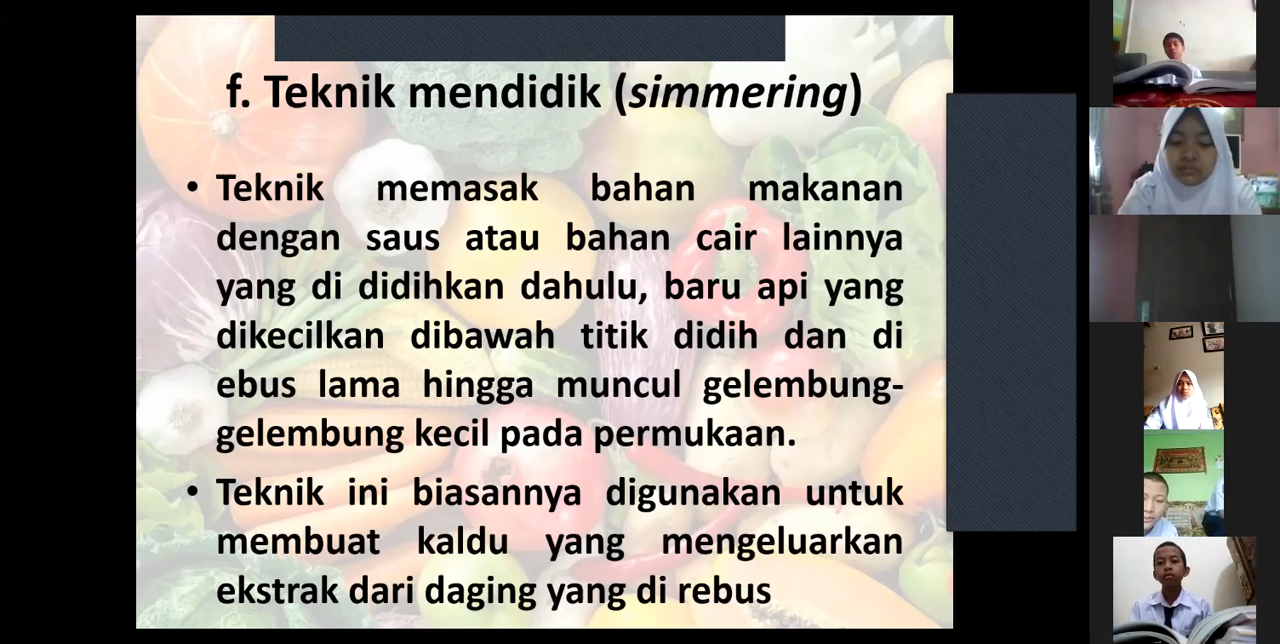 f. Teknik mendidik (simmering)
• Teknik memasak bahan makanan
dengan saus atau bahan cair lainnya
yang di didihkan dahulu, baru api yang
dikecilkan dibawah titik didih dan di
ebus lama hingga muncul gelembung-
gelembung kecil pada permukaan.
• Teknik ini biasannya digunakan untuk
membuat kaldu yang mengeluarkan
ekstrak dari daging yang di rebus